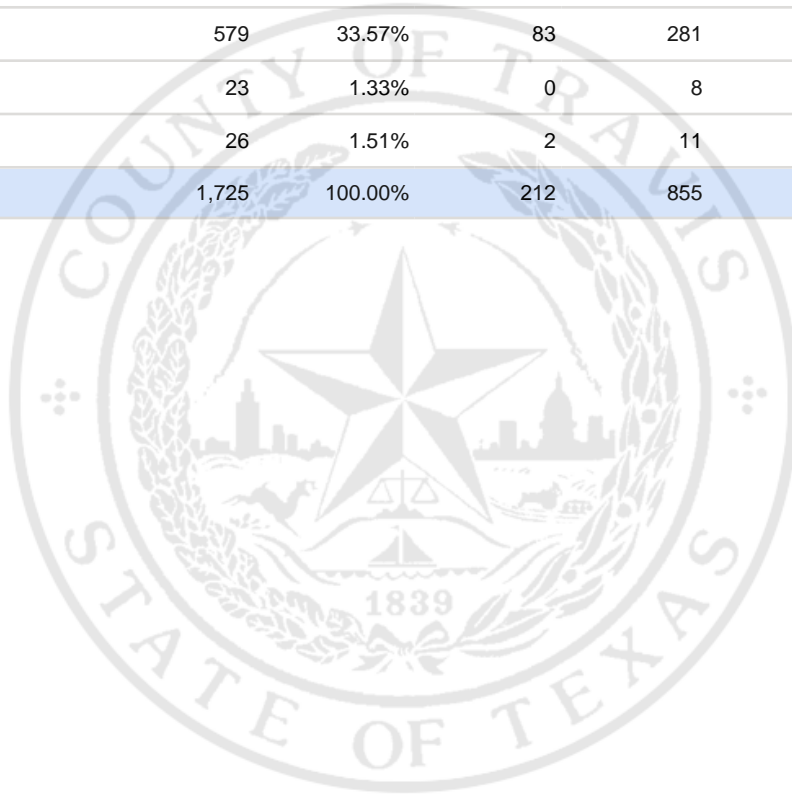 579 33.57% 83 281
23 1.33% 0 8
26 1.51% 2 11
1,725 100.00% 212 855
COUNTY OF TRAVIS
1839
STATE OF TEXAS